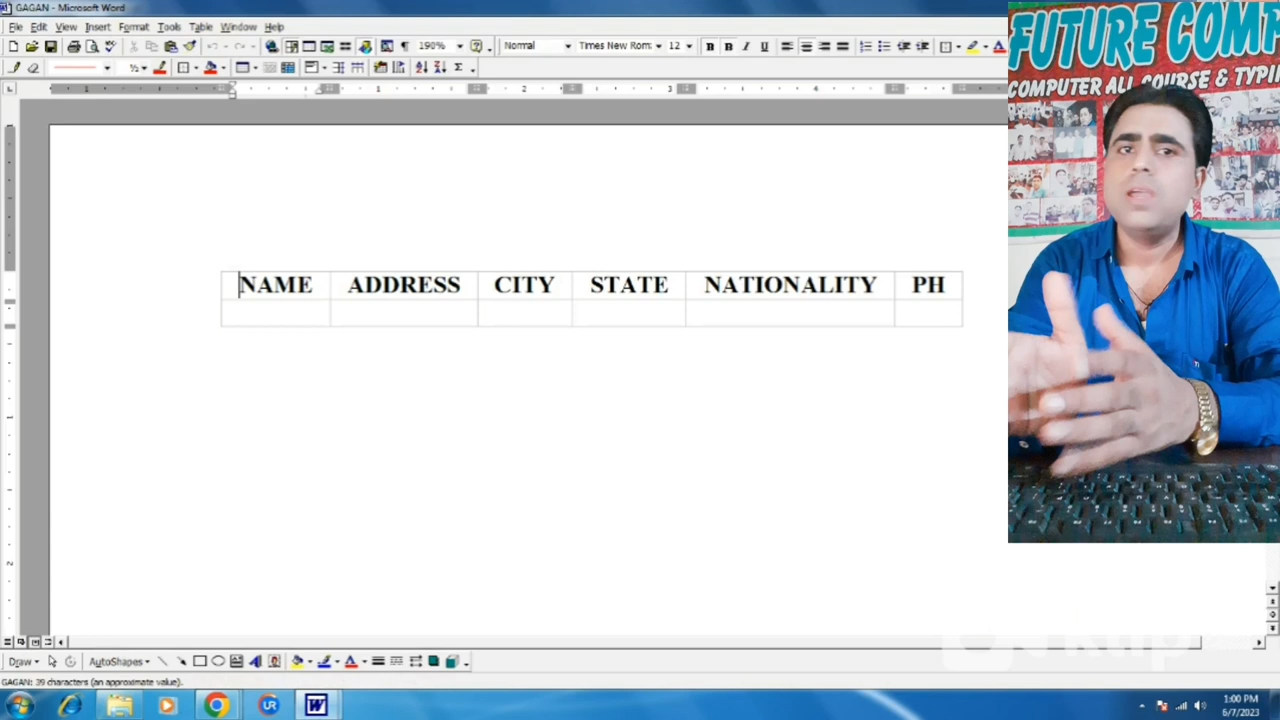 GAGAN - Microsoft Word
File Edit View Insert Format Tools Table Window Help
190% Normal Times New Rom 12 B B I U
NAME ADDRESS CITY STATE NATIONALITY PH
Draw AutoShapes
GAGAN: 39 characters (an approximate value).
1:00 PM
6/7/2023
FUTURE COMP
COMPUTER ALL COURSE & TYPI